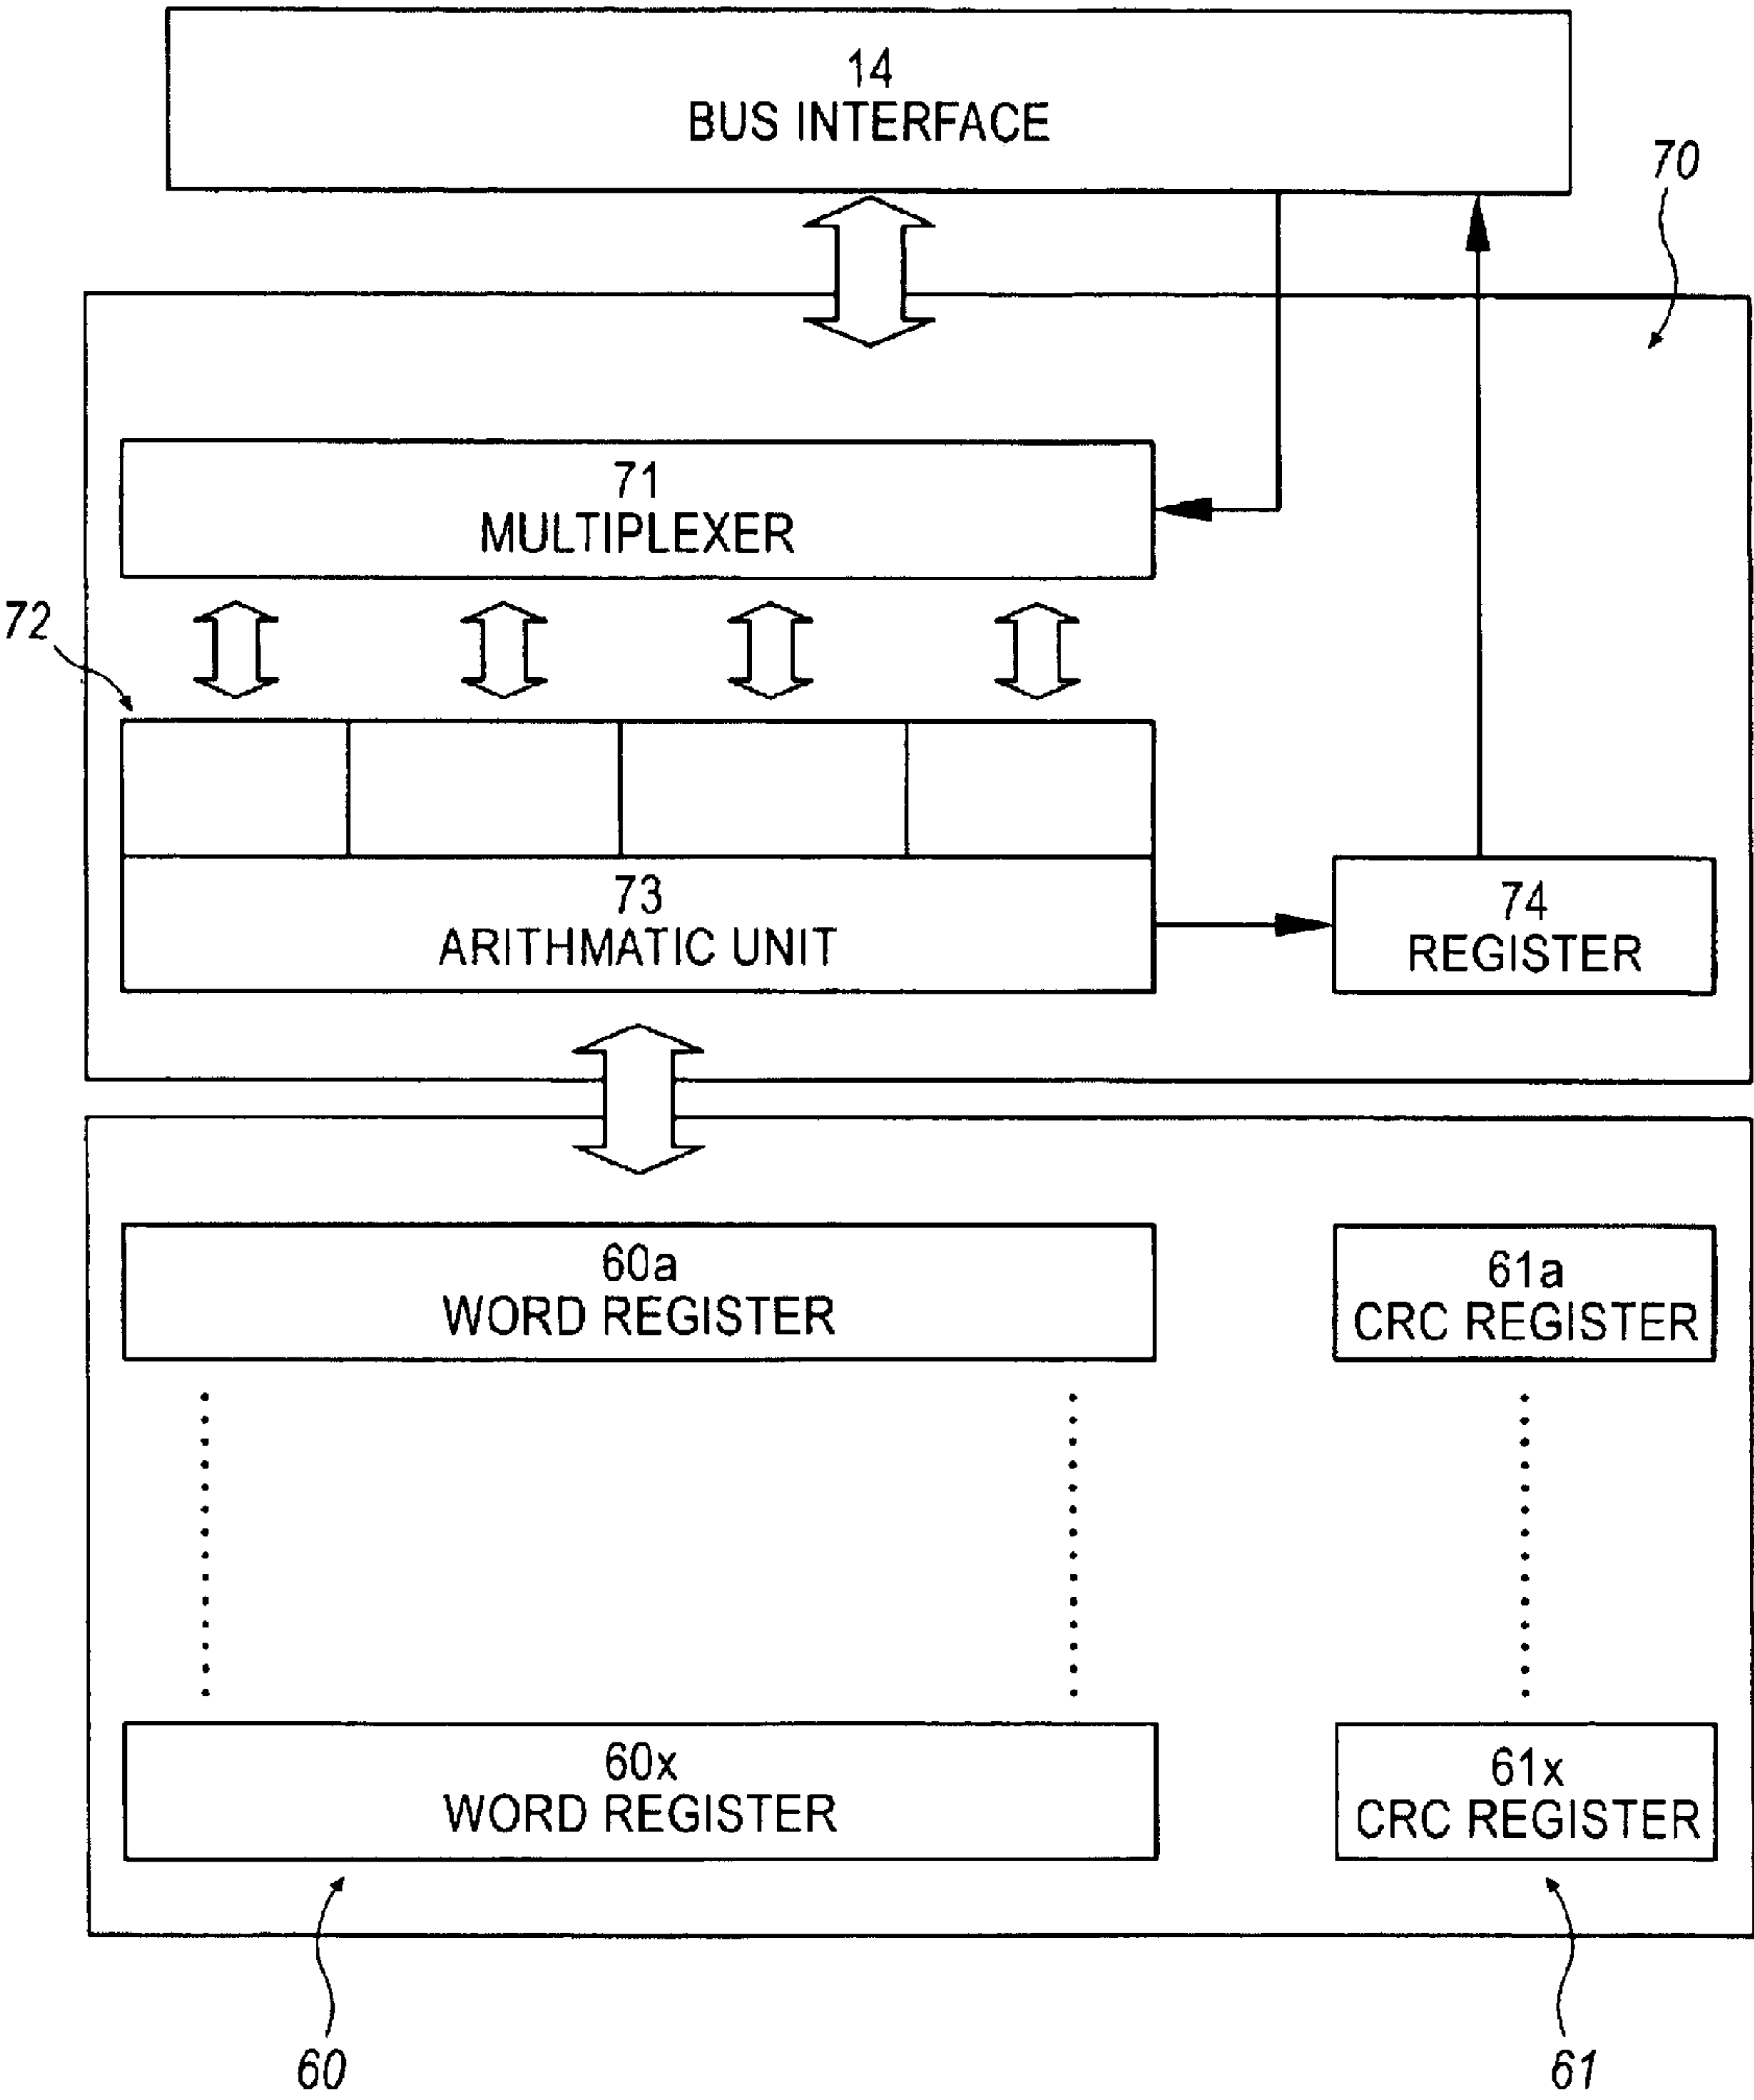 14
BUS INTERFACE
70
71
MULTIPLEXER
72
73
ARITHMATIC UNIT
74
REGISTER
60a
WORD REGISTER
61a
CRC REGISTER
60x
WORD REGISTER
61x
CRC REGISTER
60
61